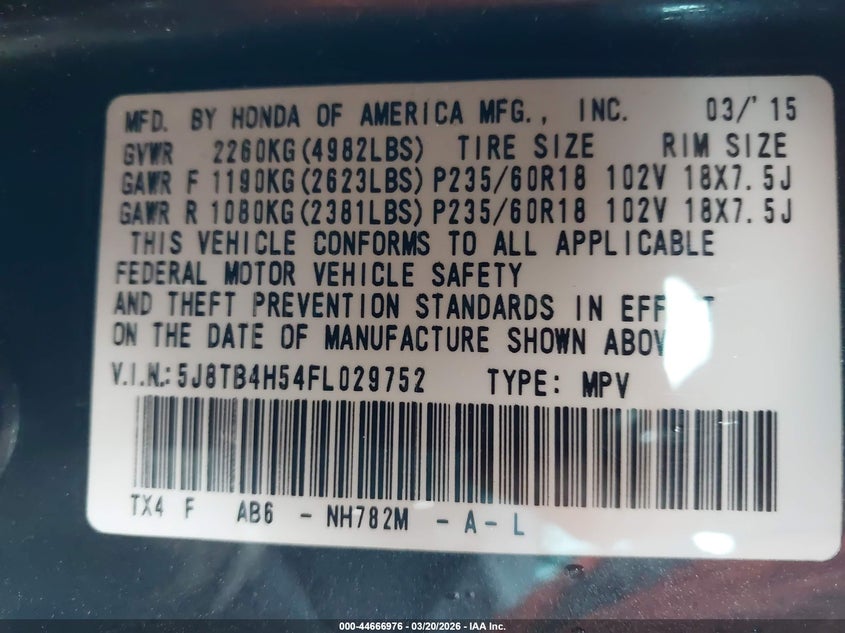 MFD. BY HONDA OF AMERICA MFG., INC. 03/'15
GVWR 2260KG(4982LBS) TIRE SIZE RIM SIZE
GAWR F 1190KG(2623LBS) P235/60R18 102V 18X7.5J
GAWR R 1080KG(2381LBS) P235/60R18 102V 18X7.5J
THIS VEHICLE CONFORMS TO ALL APPLICABLE
FEDERAL MOTOR VEHICLE SAFETY
AND THEFT PREVENTION STANDARDS IN EFFECT
ON THE DATE OF MANUFACTURE SHOWN ABOV
V.I.N.: 5J8TB4H54FL029752 TYPE: MPV
TX4 F AB6 - NH782M - A - L
000-44666976 - 03/20/2026 - IAA Inc.